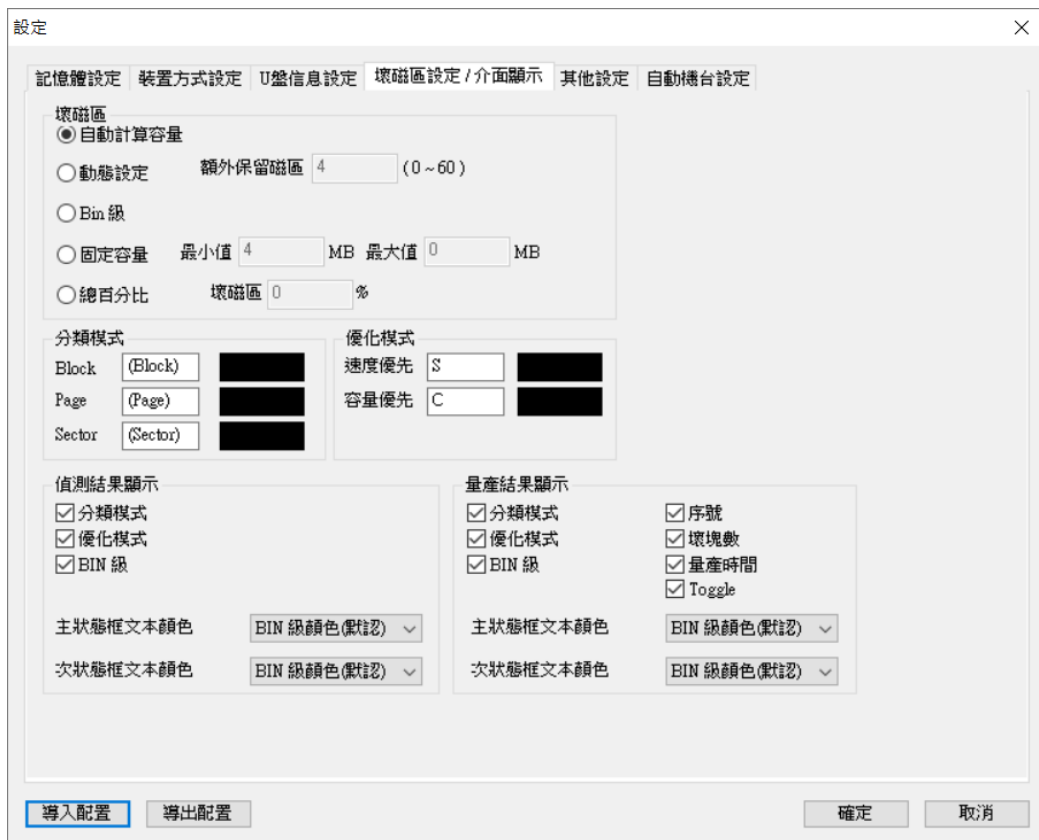 設定
記憶體設定 裝置方式設定 U盤信息設定 壞磁區設定 / 介面顯示 其他設定 自動機台設定
壞磁區
自動計算容量
動態設定 額外保留磁區 4 (0~60)
Bin 級
固定容量 最小值 4 MB 最大值 0 MB
總百分比 壞磁區 0 %
分類模式
Block (Block)
Page (Page)
Sector (Sector)
優化模式
速度優先 S
容量優先 C
偵測結果顯示
分類模式
優化模式
BIN 級
主狀態框文本顏色 BIN 級顏色(默認)
次狀態框文本顏色 BIN 級顏色(默認)
量產結果顯示
分類模式 序號
優化模式 壞塊數
BIN 級 量產時間
Toggle
主狀態框文本顏色 BIN 級顏色(默認)
次狀態框文本顏色 BIN 級顏色(默認)
導入配置 導出配置 確定 取消